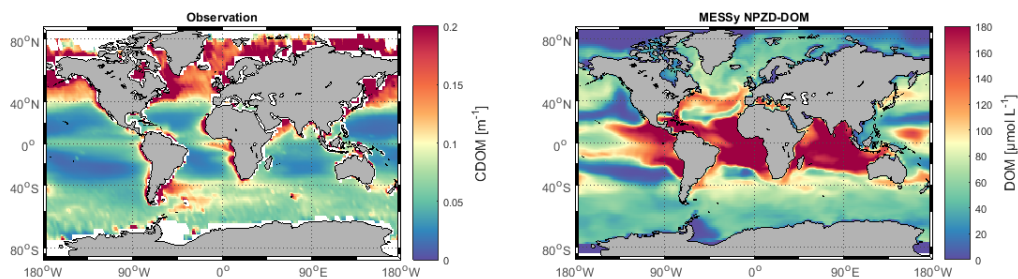 Observation
80°N
40°N
0°
40°S
80°S
180°W 90°W 0° 90°E 180°W
0.2
0.15
0.1
0.05
0
CDOM [m⁻¹]
MESSy NPZD-DOM
80°N
40°N
0°
40°S
80°S
180°W 90°W 0° 90°E 180°W
180
160
140
120
100
80
60
40
20
0
DOM [µmol L⁻¹]